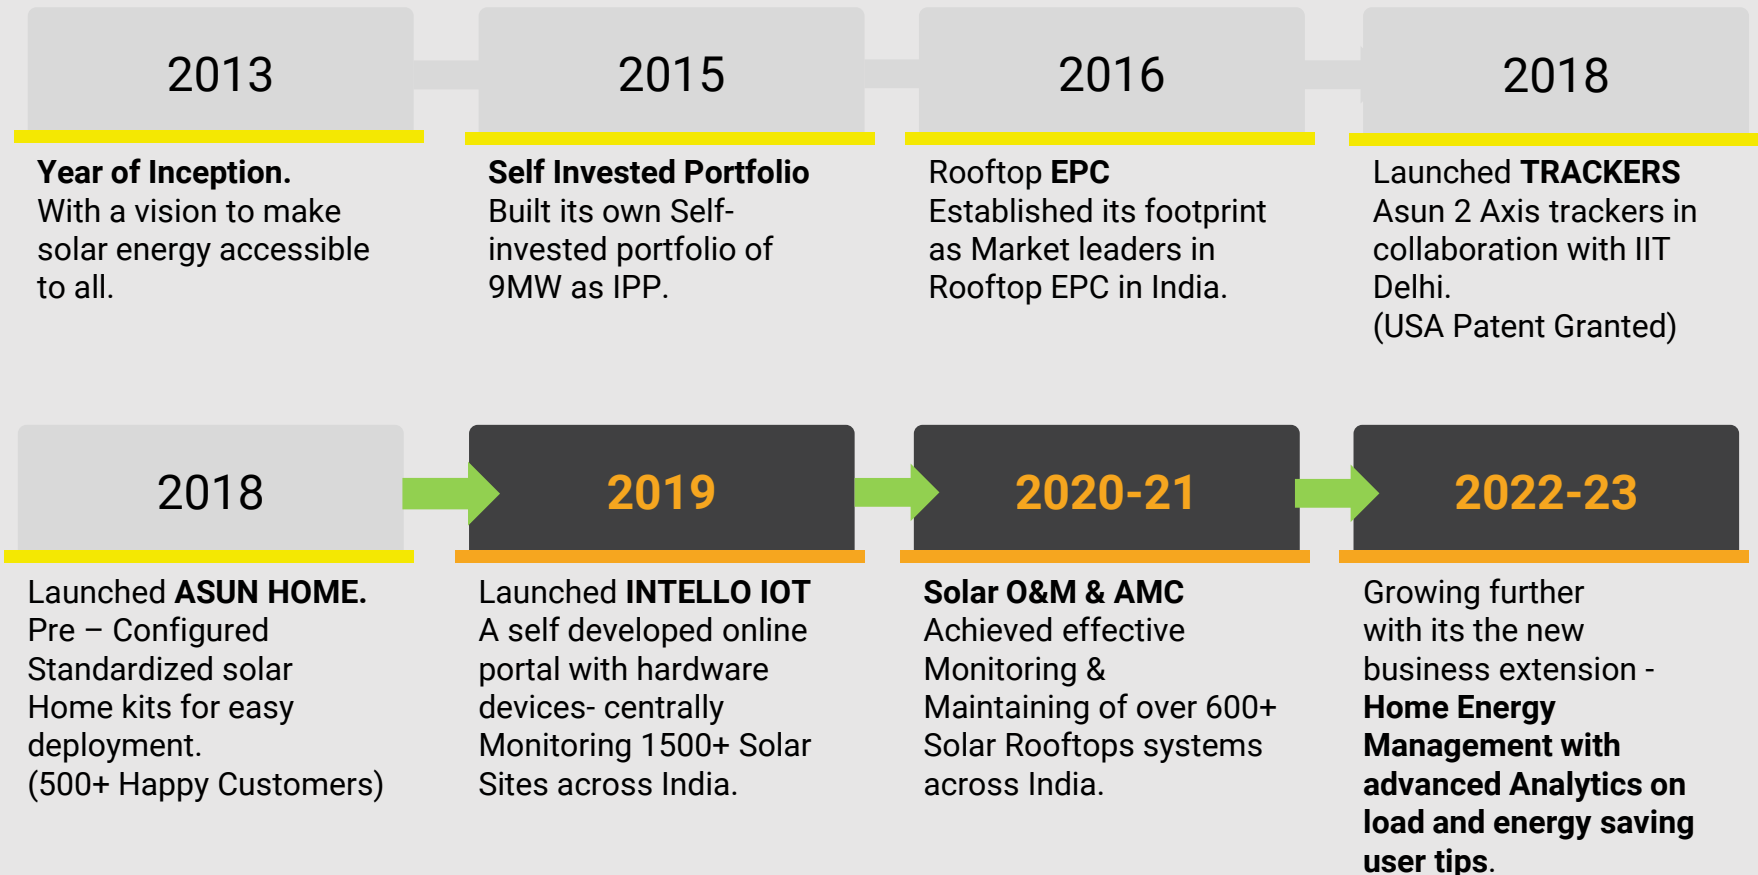 2013
Year of Inception.
With a vision to make
solar energy accessible
to all.
2015
Self Invested Portfolio
Built its own Self-
invested portfolio of
9MW as IPP.
2016
Rooftop EPC
Established its footprint
as Market leaders in
Rooftop EPC in India.
2018
Launched TRACKERS
Asun 2 Axis trackers in
collaboration with IIT
Delhi.
(USA Patent Granted)
2018
Launched ASUN HOME.
Pre – Configured
Standardized solar
Home kits for easy
deployment.
(500+ Happy Customers)
2019
Launched INTELLO IOT
A self developed online
portal with hardware
devices- centrally
Monitoring 1500+ Solar
Sites across India.
2020-21
Solar O&M & AMC
Achieved effective
Monitoring &
Maintaining of over 600+
Solar Rooftops systems
across India.
2022-23
Growing further
with its the new
business extension -
Home Energy
Management with
advanced Analytics on
load and energy saving
user tips.